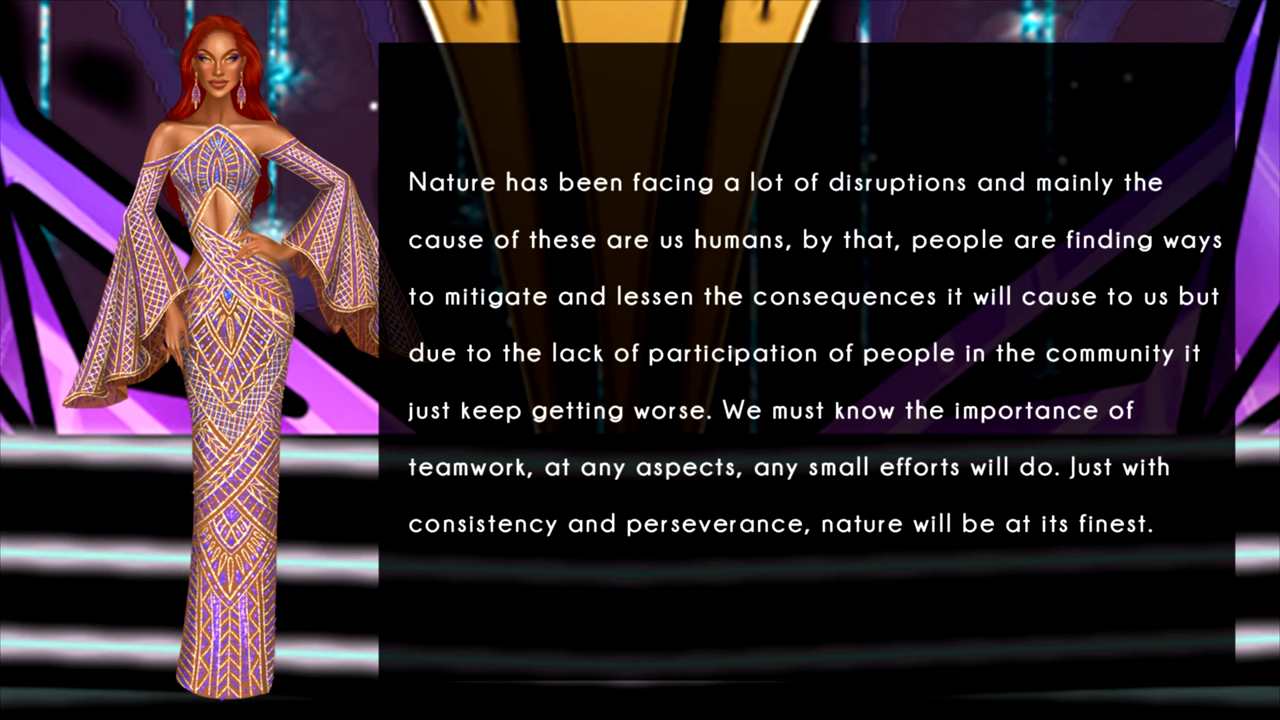 Nature has been facing a lot of disruptions and mainly the
cause of these are us humans, by that, people are finding ways
to mitigate and lessen the consequences it will cause to us but
due to the lack of participation of people in the community it
just keep getting worse. We must know the importance of
teamwork, at any aspects, any small efforts will do. Just with
consistency and perseverance, nature will be at its finest.